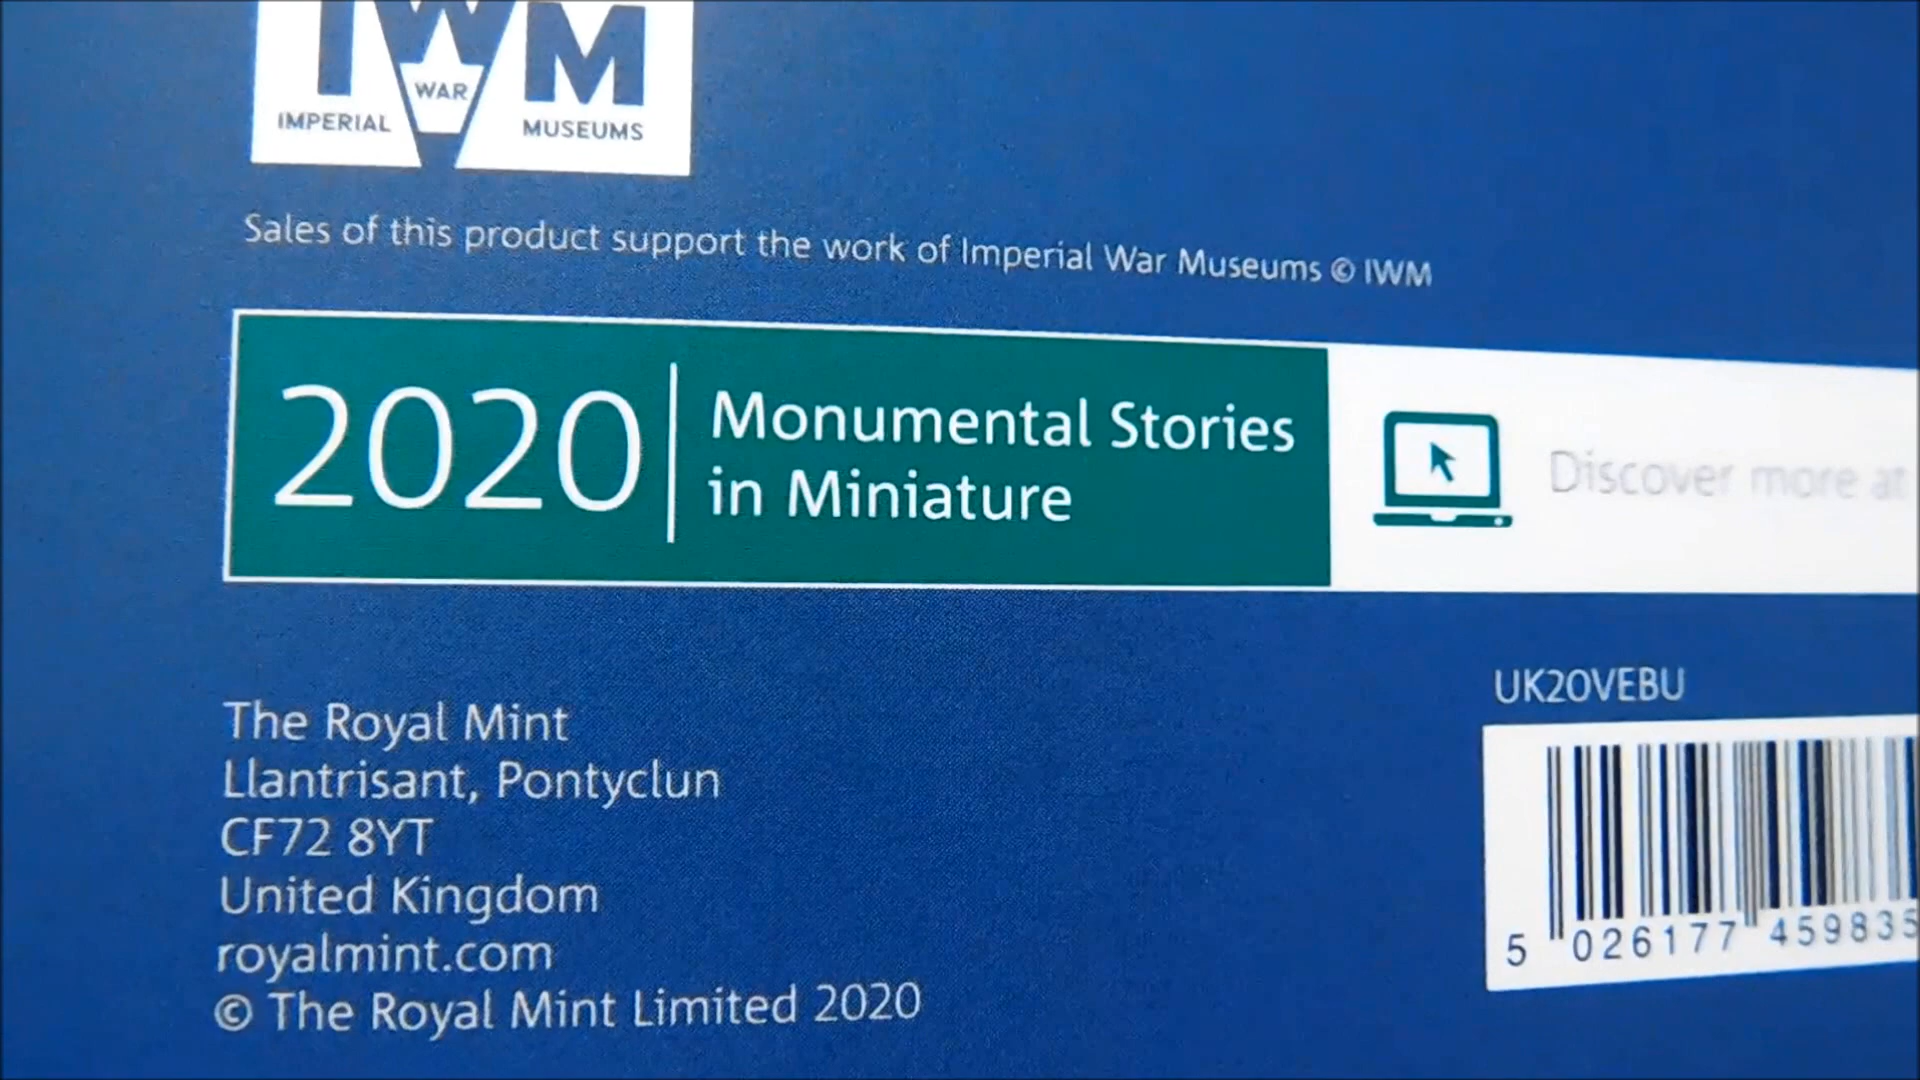 IWM
IMPERIAL WAR MUSEUMS
Sales of this product support the work of Imperial War Museums © IWM
2020 Monumental Stories
in Miniature
Discover more at
UK20VEBU
5 026177 459835
The Royal Mint
Llantrisant, Pontyclun
CF72 8YT
United Kingdom
royalmint.com
© The Royal Mint Limited 2020